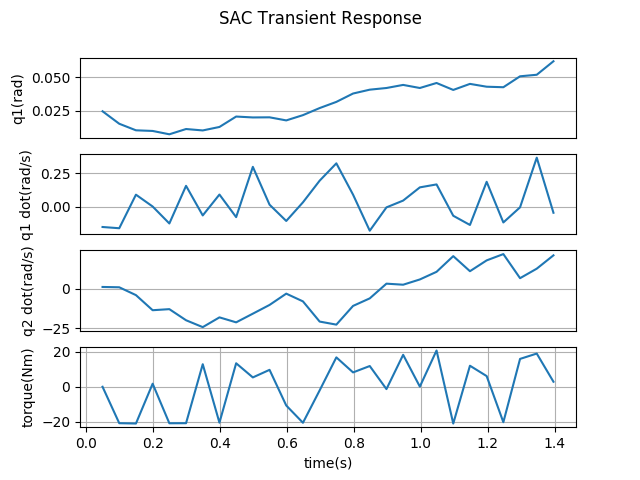 SAC Transient Response
q1(rad)
0.050
0.025
q1 dot(rad/s)
0.25
0.00
q2 dot(rad/s)
0
−25
torque(Nm)
20
0
−20
0.0 0.2 0.4 0.6 0.8 1.0 1.2 1.4
time(s)